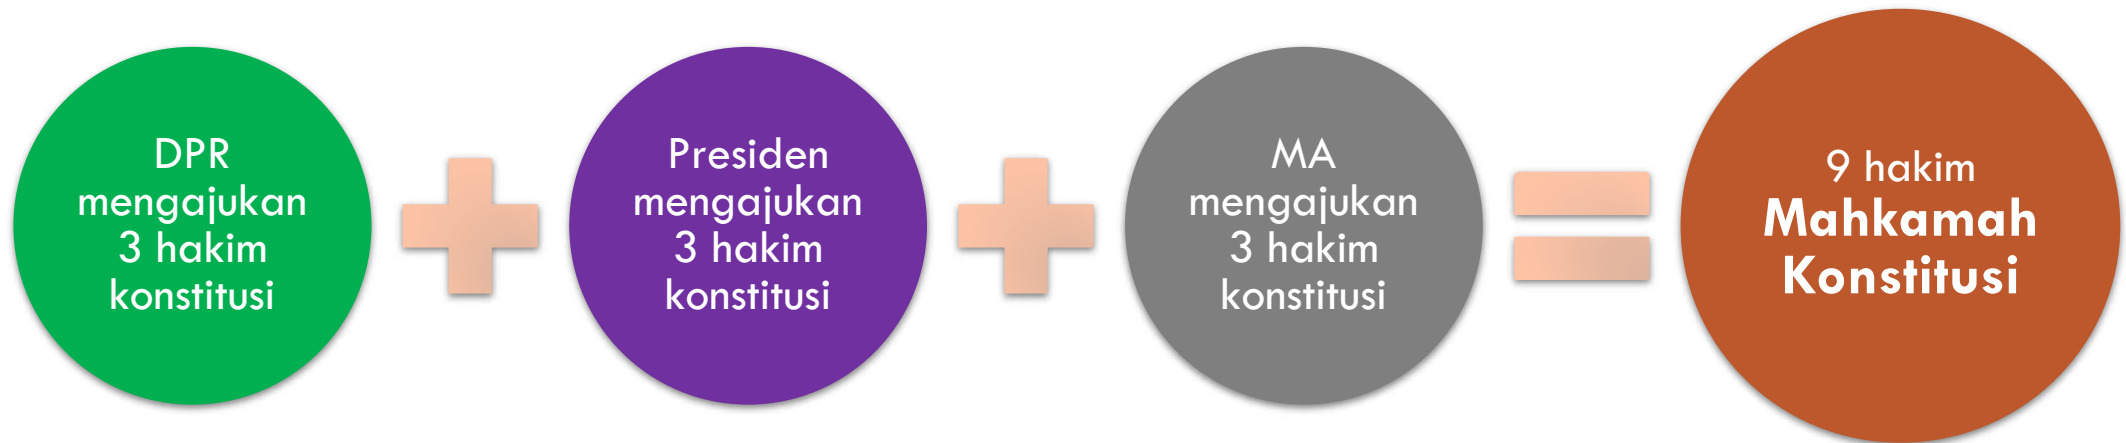 DPR
mengajukan
3 hakim
konstitusi
Presiden
mengajukan
3 hakim
konstitusi
MA
mengajukan
3 hakim
konstitusi
9 hakim
Mahkamah
Konstitusi